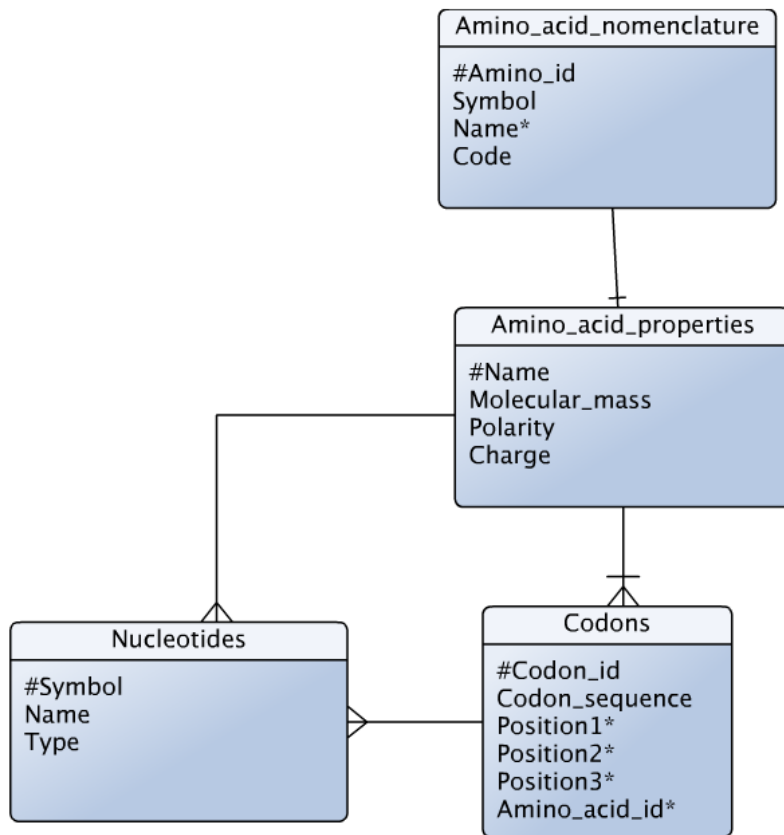 Amino_acid_nomenclature
#Amino_id
Symbol
Name*
Code
Amino_acid_properties
#Name
Molecular_mass
Polarity
Charge
Nucleotides
#Symbol
Name
Type
Codons
#Codon_id
Codon_sequence
Position1*
Position2*
Position3*
Amino_acid_id*